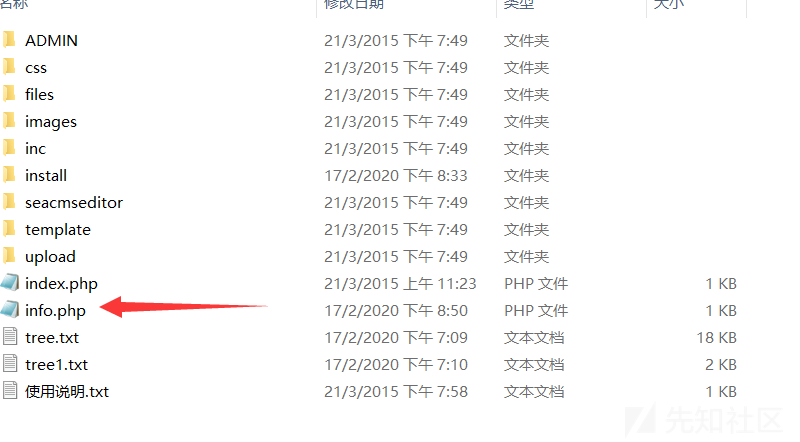 名称 修改日期 类型 大小
ADMIN 21/3/2015 下午 7:49 文件夹
css 21/3/2015 下午 7:49 文件夹
files 21/3/2015 下午 7:49 文件夹
images 21/3/2015 下午 7:49 文件夹
inc 21/3/2015 下午 7:49 文件夹
install 17/2/2020 下午 8:33 文件夹
seacmseditor 21/3/2015 下午 7:49 文件夹
template 21/3/2015 下午 7:49 文件夹
upload 21/3/2015 下午 7:49 文件夹
index.php 21/3/2015 上午 11:23 PHP 文件 1 KB
info.php 17/2/2020 下午 8:50 PHP 文件 1 KB
tree.txt 17/2/2020 下午 7:09 文本文档 18 KB
tree1.txt 17/2/2020 下午 7:10 文本文档 2 KB
使用说明.txt 21/3/2015 下午 7:58 文本文档 1 KB
先知社区